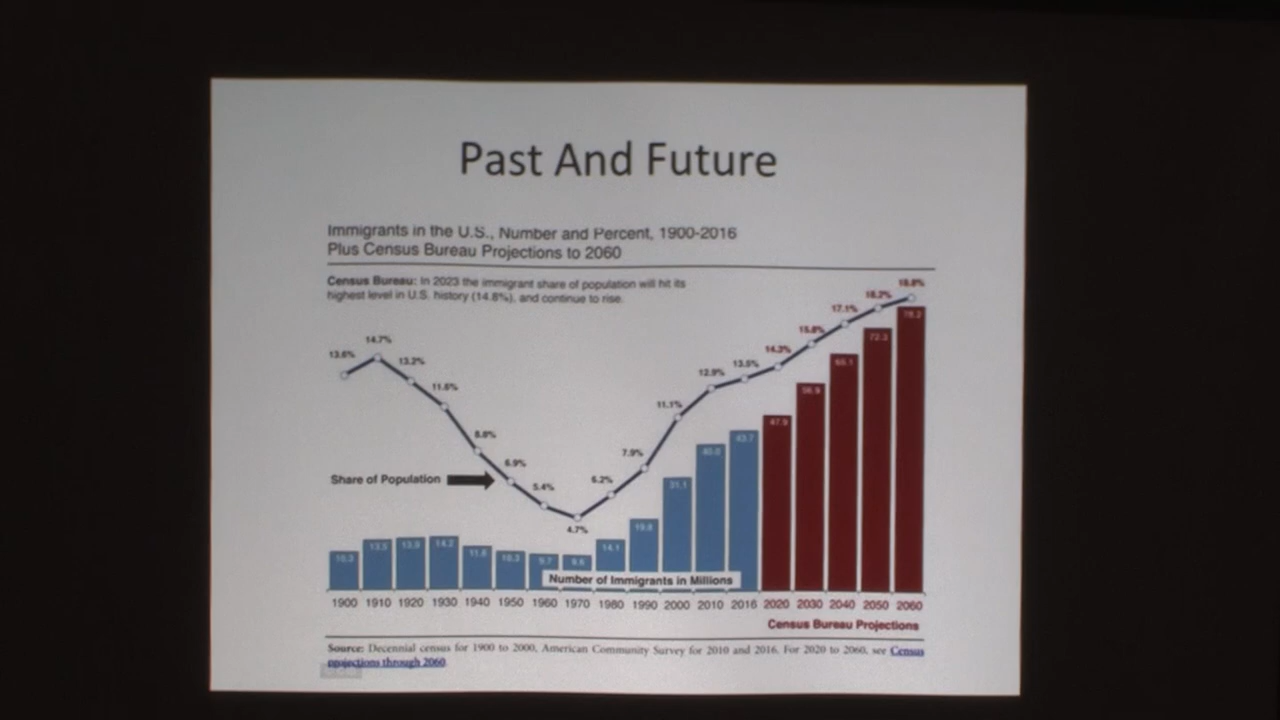 Past And Future
Immigrants in the U.S., Number and Percent, 1900-2016
Plus Census Bureau Projections to 2060
Census Bureau: In 2023 the immigrant share of population will hit its
highest level in U.S. history (14.8%), and continue to rise.
18.8%
18.2%
17.1%
15.8%
14.3%
13.5%
12.9%
11.1%
7.9%
6.2%
4.7%
5.4%
6.9%
8.8%
11.6%
13.2%
14.7%
13.6%
Share of Population
10.3 13.5 13.9 14.2 11.6 10.3 9.7 9.6 14.1 19.8 31.1 40.0 43.7 47.9 56.9 65.1 72.3 78.2
Number of Immigrants in Millions
1900 1910 1920 1930 1940 1950 1960 1970 1980 1990 2000 2010 2016 2020 2030 2040 2050 2060
Census Bureau Projections
Source: Decennial census for 1900 to 2000, American Community Survey for 2010 and 2016. For 2020 to 2060, see Census
projections through 2060.